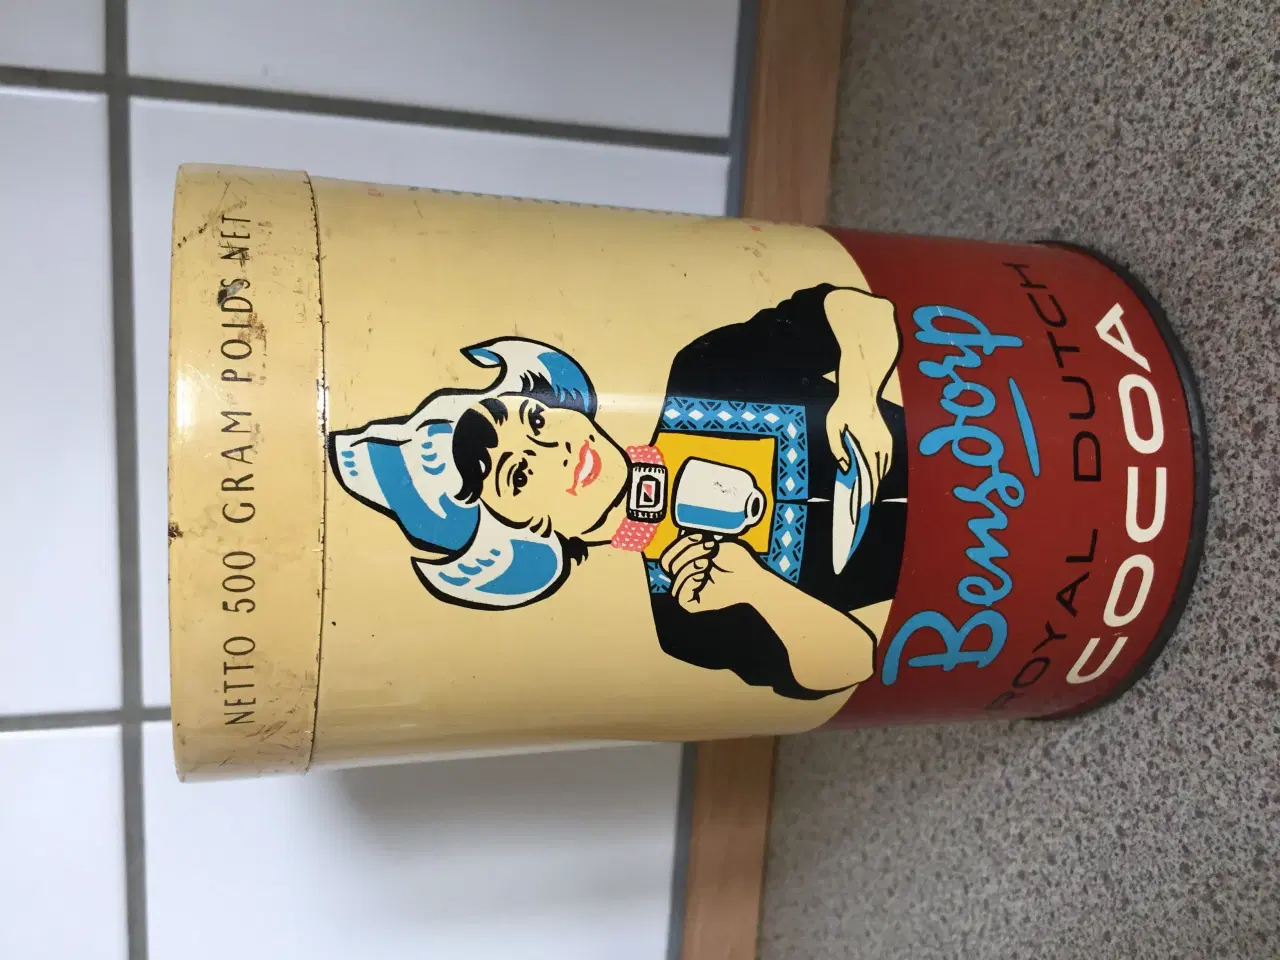 NETTO 500 GRAM POIDS NET
Bensdorp
ROYAL DUTCH
COCOA